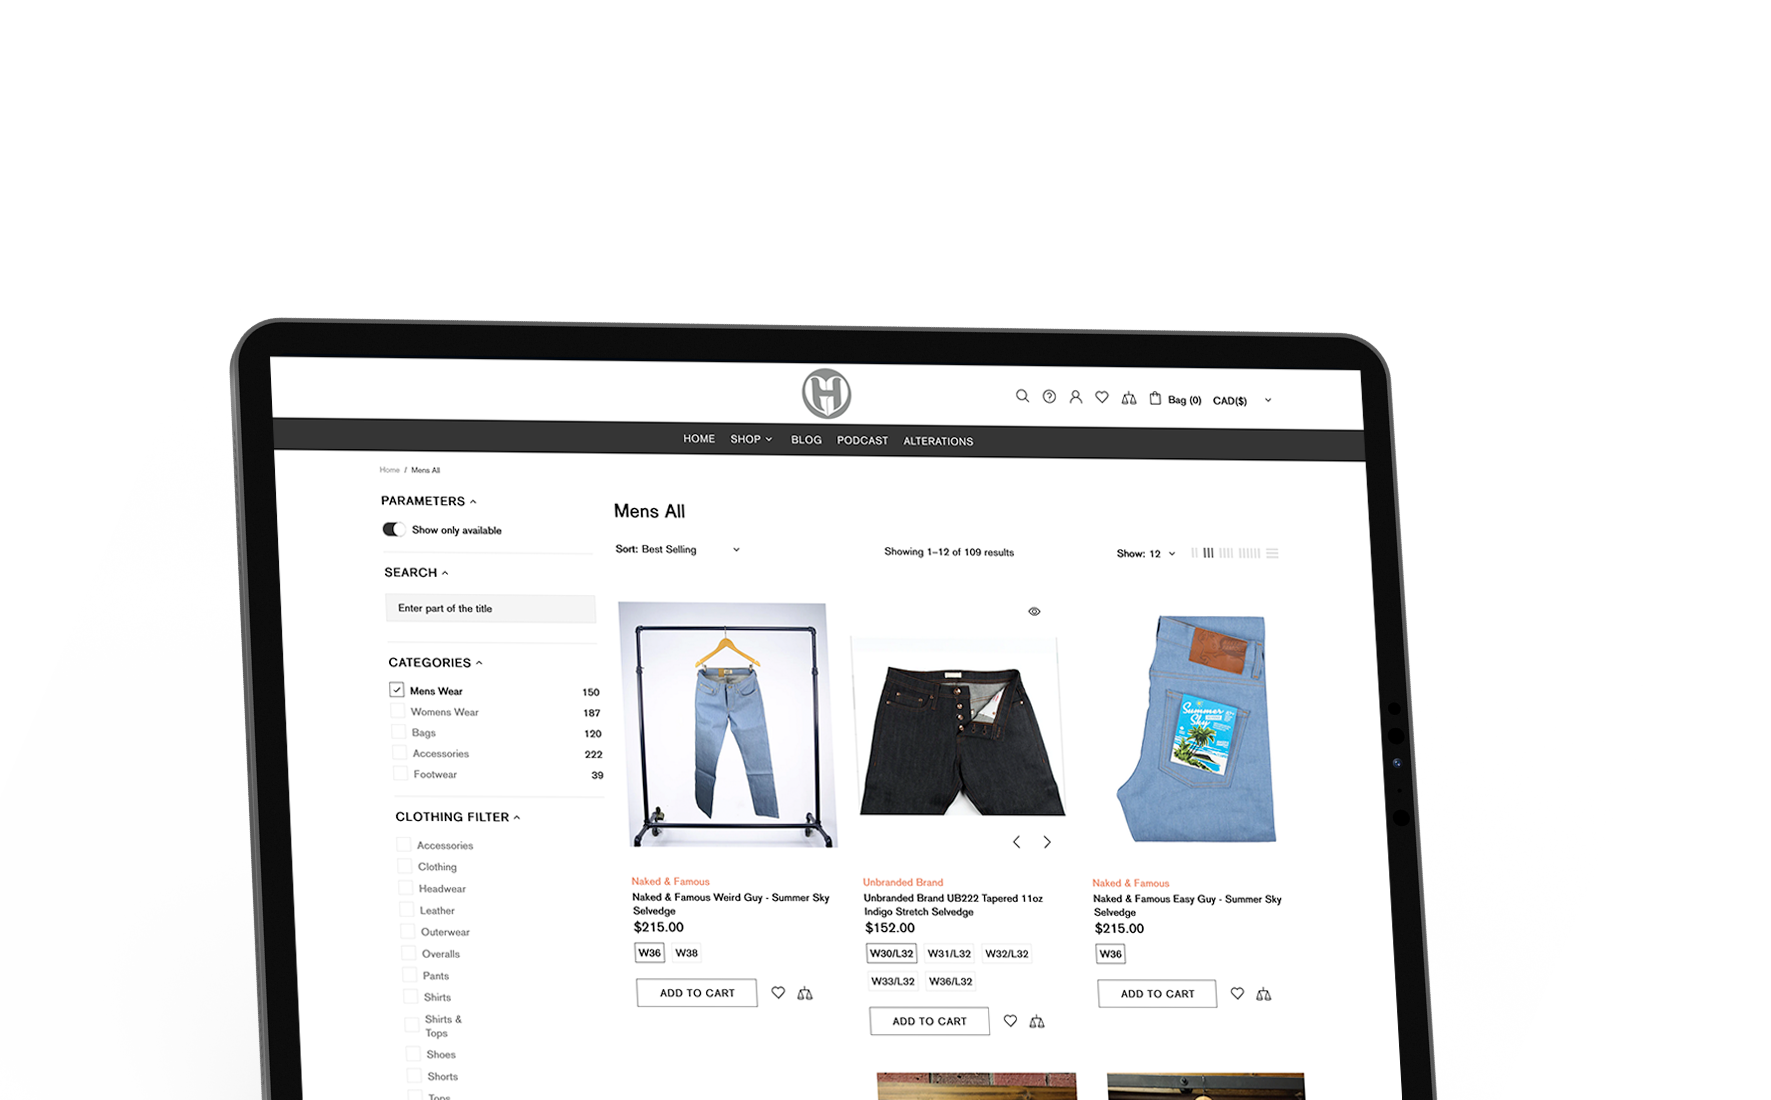 H
Bag (0) CAD($)
HOME SHOP BLOG PODCAST ALTERATIONS
Home / Mens All
PARAMETERS
Show only available
SEARCH
Enter part of the title
CATEGORIES
Mens Wear 150
Womens Wear 187
Bags 120
Accessories 222
Footwear 39
CLOTHING FILTER
Accessories
Clothing
Headwear
Leather
Outerwear
Overalls
Pants
Shirts
Shirts &
Tops
Shoes
Shorts
Tops
Mens All
Sort: Best Selling
Showing 1–12 of 109 results
Show: 12
Summer
Sky
Naked & Famous
Naked & Famous Weird Guy - Summer Sky
Selvedge
$215.00
W36 W38
ADD TO CART
Unbranded Brand
Unbranded Brand UB222 Tapered 11oz
Indigo Stretch Selvedge
$152.00
W30/L32 W31/L32 W32/L32
W33/L32 W36/L32
ADD TO CART
Naked & Famous
Naked & Famous Easy Guy - Summer Sky
Selvedge
$215.00
W36
ADD TO CART